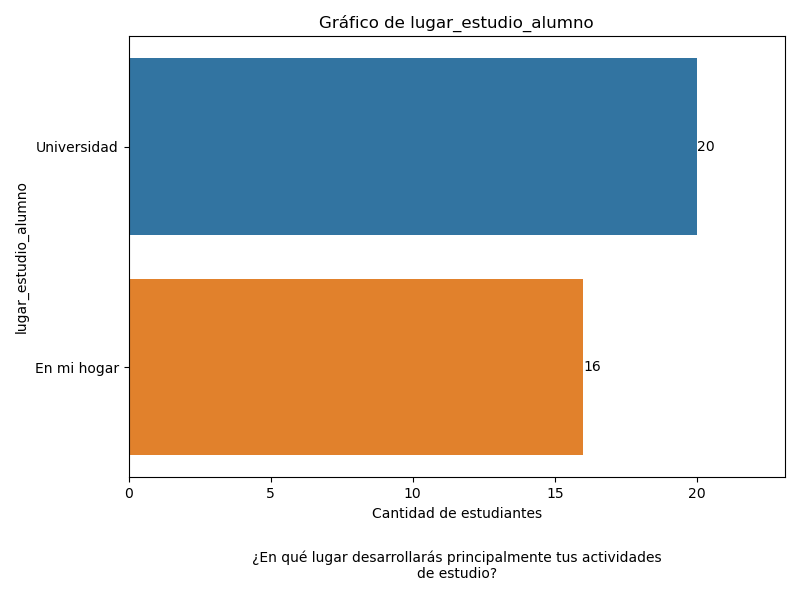 Gráfico de lugar_estudio_alumno
Universidad
20
lugar_estudio_alumno
En mi hogar
16
0 5 10 15 20
Cantidad de estudiantes
¿En qué lugar desarrollarás principalmente tus actividades
de estudio?